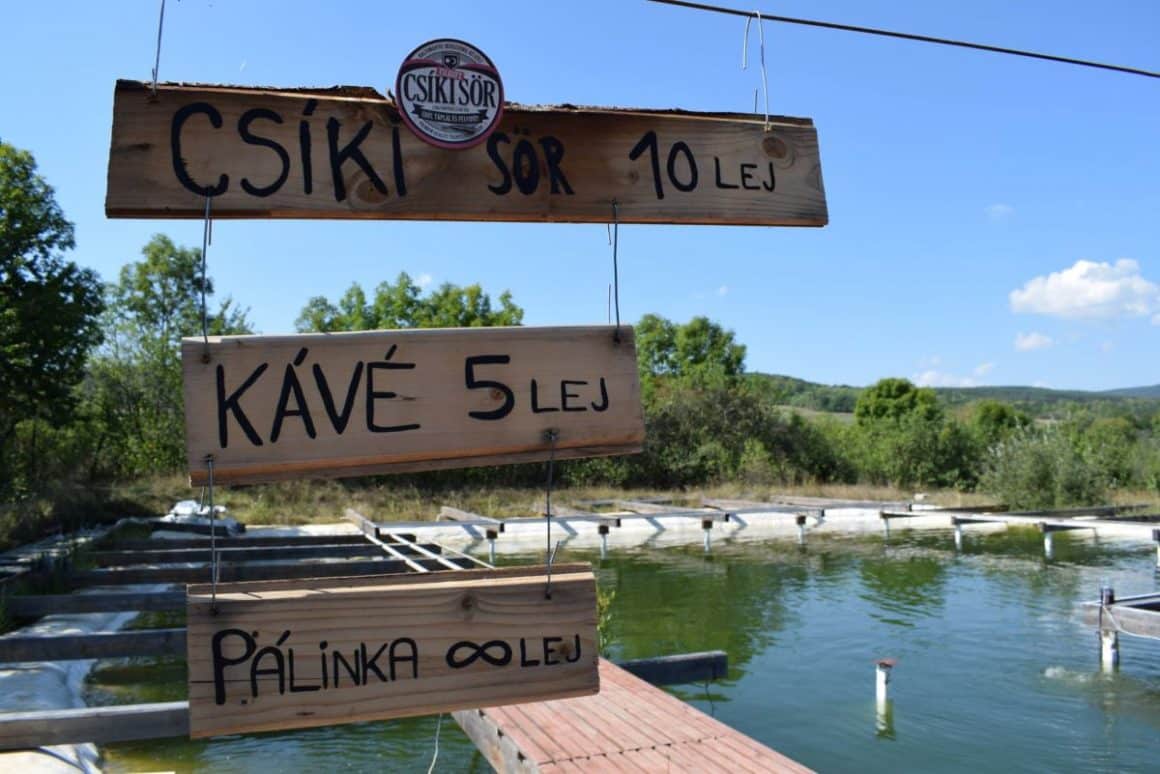 CSÍKI SÖR
CSÍKI SÖR 10 LEJ
KÁVÉ 5 LEJ
PÁLINKA ∞ LEJ